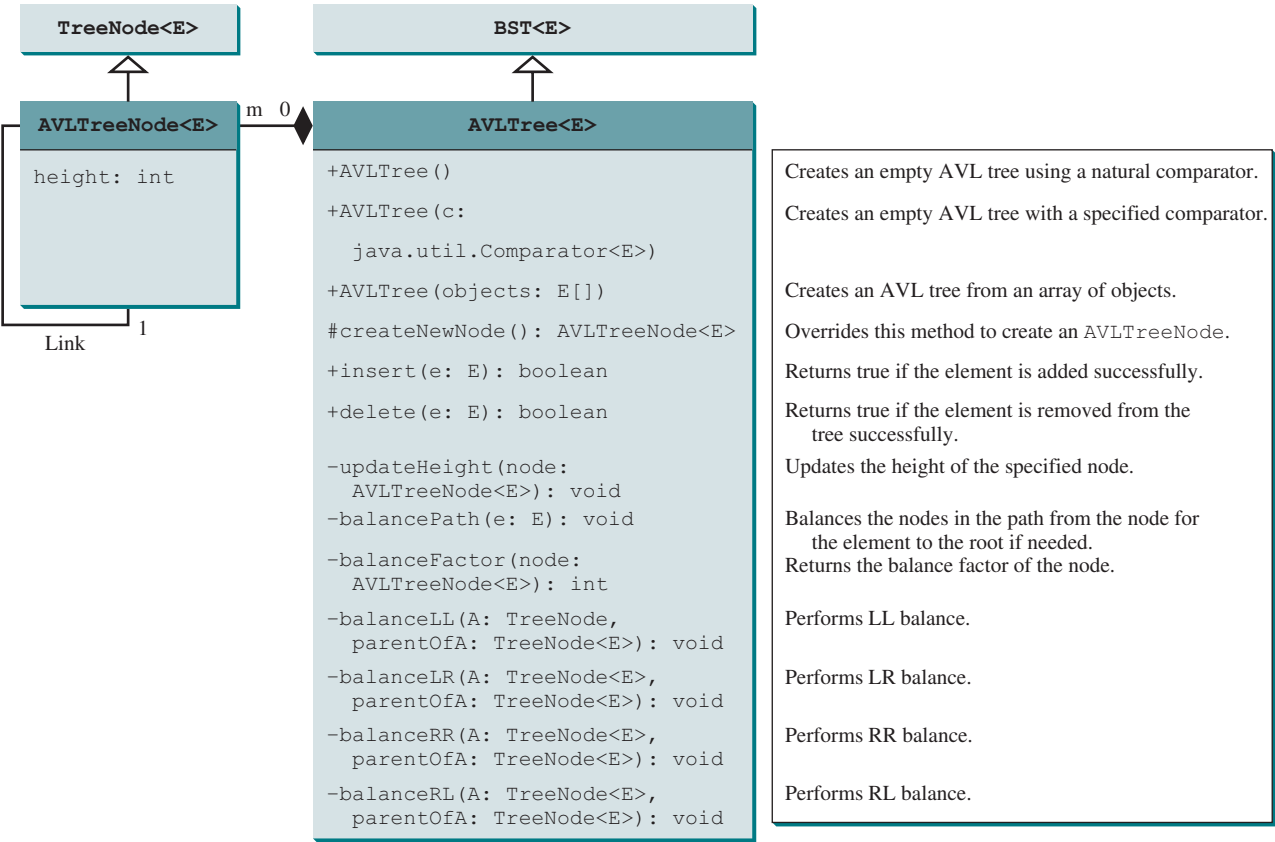 TreeNode<E>
BST<E>
AVLTreeNode<E>
m 0
AVLTree<E>
height: int
1
Link
+AVLTree()
+AVLTree(c:
java.util.Comparator<E>)
+AVLTree(objects: E[])
#createNewNode(): AVLTreeNode<E>
+insert(e: E): boolean
+delete(e: E): boolean
-updateHeight(node:
AVLTreeNode<E>): void
-balancePath(e: E): void
-balanceFactor(node:
AVLTreeNode<E>): int
-balanceLL(A: TreeNode,
parentOfA: TreeNode<E>): void
-balanceLR(A: TreeNode<E>,
parentOfA: TreeNode<E>): void
-balanceRR(A: TreeNode<E>,
parentOfA: TreeNode<E>): void
-balanceRL(A: TreeNode<E>,
parentOfA: TreeNode<E>): void
Creates an empty AVL tree using a natural comparator.
Creates an empty AVL tree with a specified comparator.
Creates an AVL tree from an array of objects.
Overrides this method to create an AVLTreeNode.
Returns true if the element is added successfully.
Returns true if the element is removed from the
tree successfully.
Updates the height of the specified node.
Balances the nodes in the path from the node for
the element to the root if needed.
Returns the balance factor of the node.
Performs LL balance.
Performs LR balance.
Performs RR balance.
Performs RL balance.